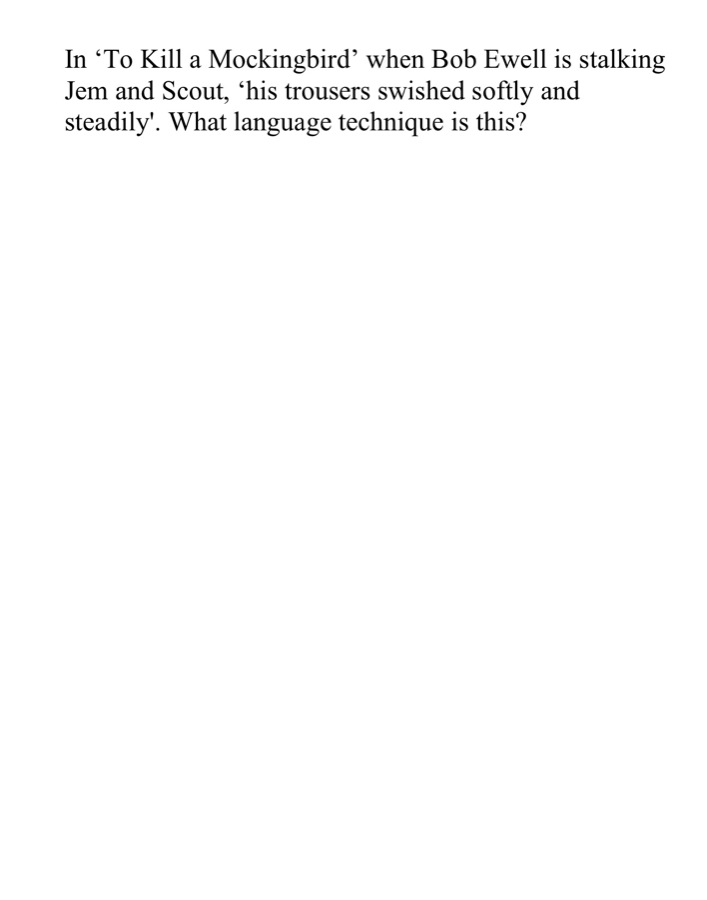 In ‘To Kill a Mockingbird’ when Bob Ewell is stalking
Jem and Scout, ‘his trousers swished softly and
steadily'. What language technique is this?